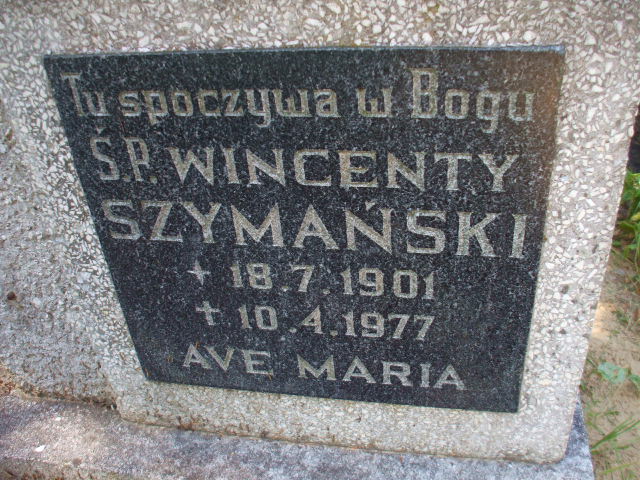 Tu spoczywa w Bogu
Ś.P. WINCENTY
SZYMAŃSKI
+ 18.7.1901
+ 10.4.1977
AVE MARIA